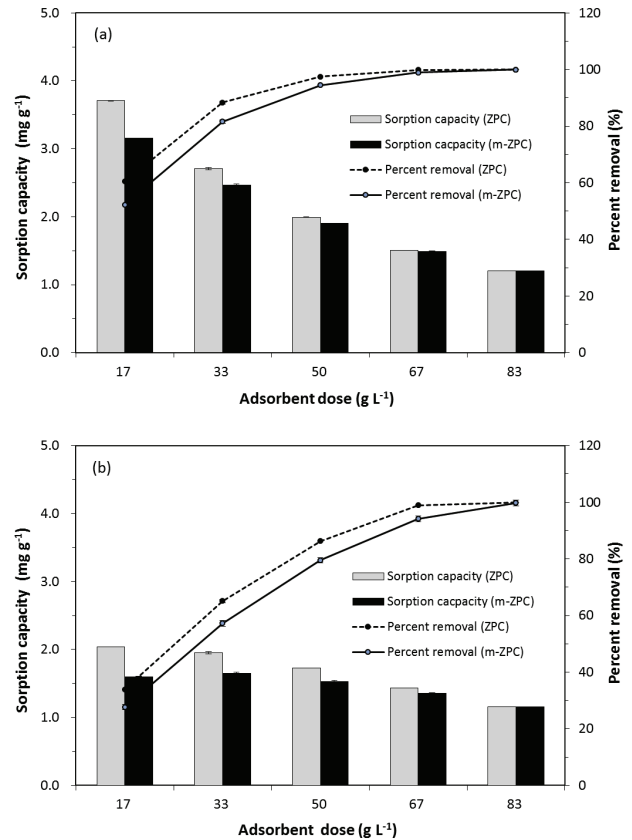 (a)
5.0
4.0
3.0
2.0
1.0
0.0
Sorption capacity (mg g-1)
120
100
80
60
40
20
0
Percent removal (%)
Sorption capacity (ZPC)
Sorption cacpacity (m-ZPC)
Percent removal (ZPC)
Percent removal (m-ZPC)
17 33 50 67 83
Adsorbent dose (g L-1)
(b)
5.0
4.0
3.0
2.0
1.0
0.0
Sorption capacity (mg g-1)
120
100
80
60
40
20
0
Percent removal (%)
Sorption capacity (ZPC)
Sorption cacpacity (m-ZPC)
Percent removal (ZPC)
Percent removal (m-ZPC)
17 33 50 67 83
Adsorbent dose (g L-1)